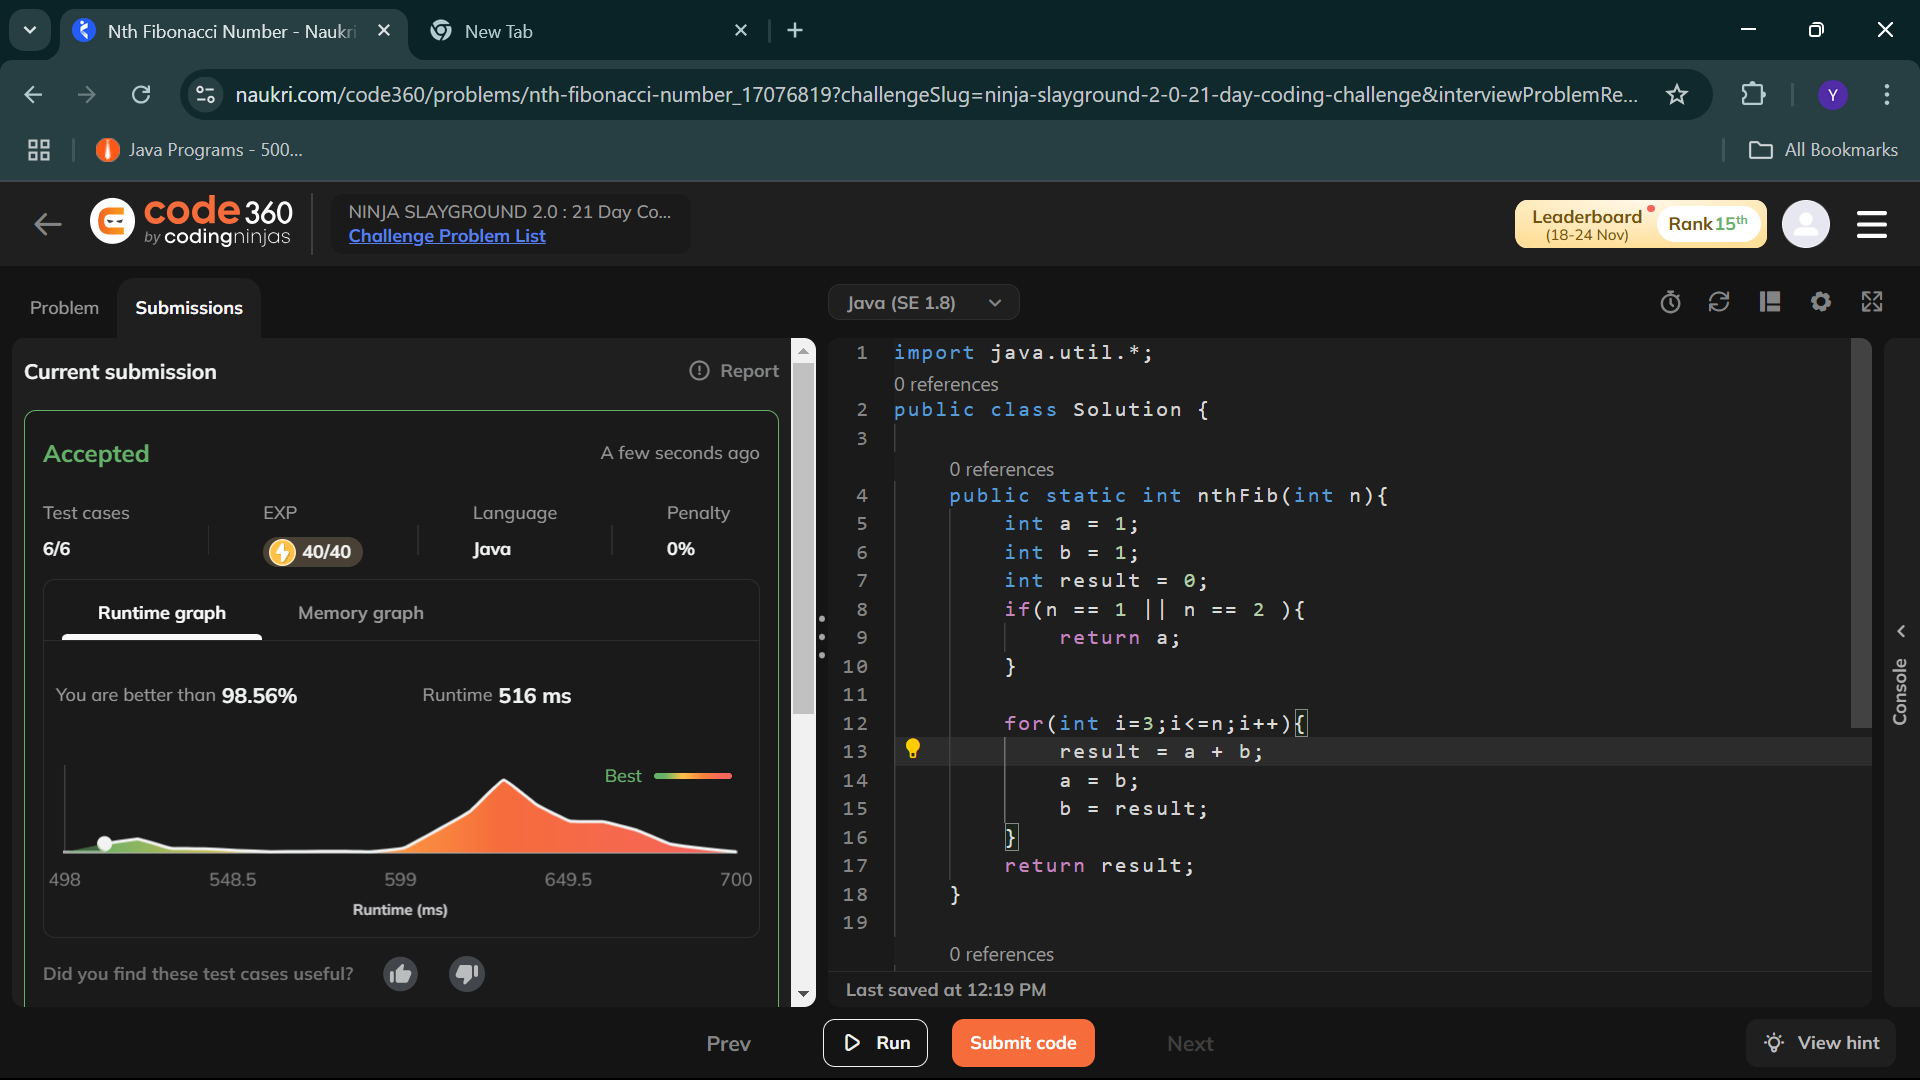 Nth Fibonacci Number - Naukri
New Tab
naukri.com/code360/problems/nth-fibonacci-number_17076819?challengeSlug=ninja-slayground-2-0-21-day-coding-challenge&interviewProblemRe...
Y
Java Programs - 500...
All Bookmarks
code 360
by codingninjas
NINJA SLAYGROUND 2.0 : 21 Day Co...
Challenge Problem List
Leaderboard
(18-24 Nov)
Rank 15th
Problem
Submissions
Java (SE 1.8)
Current submission
Report
Accepted
A few seconds ago
Test cases
EXP
Language
Penalty
6/6
40/40
Java
0%
Runtime graph
Memory graph
You are better than 98.56%
Runtime 516 ms
Best
498
548.5
599
649.5
700
Runtime (ms)
Did you find these test cases useful?
1 import java.util.*;
0 references
2 public class Solution {
3
0 references
4 public static int nthFib(int n){
5 int a = 1;
6 int b = 1;
7 int result = 0;
8 if(n == 1 || n == 2 ){
9 return a;
10 }
11
12 for(int i=3;i<=n;i++){
13 result = a + b;
14 a = b;
15 b = result;
16 }
17 return result;
18 }
19
0 references
Last saved at 12:19 PM
Console
Prev
Run
Submit code
Next
View hint